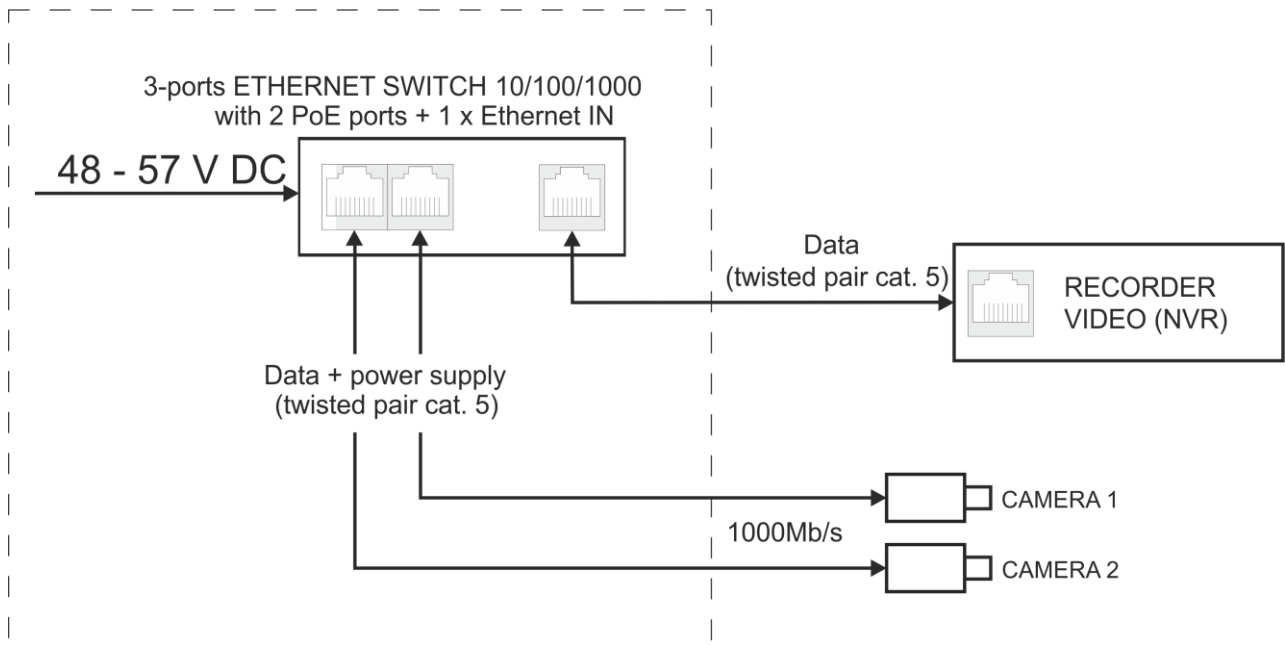 3-ports ETHERNET SWITCH 10/100/1000
with 2 PoE ports + 1 x Ethernet IN
48 - 57 V DC
Data
(twisted pair cat. 5)
RECORDER
VIDEO (NVR)
Data + power supply
(twisted pair cat. 5)
CAMERA 1
1000Mb/s
CAMERA 2